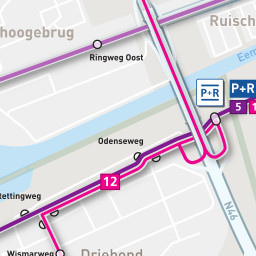 hoogebrug
Ruisch
Ringweg Oost
Eem
P+R
P+R
5 1
Odenseweg
12
Rettingweg
N46
Wismarweg
Driebond